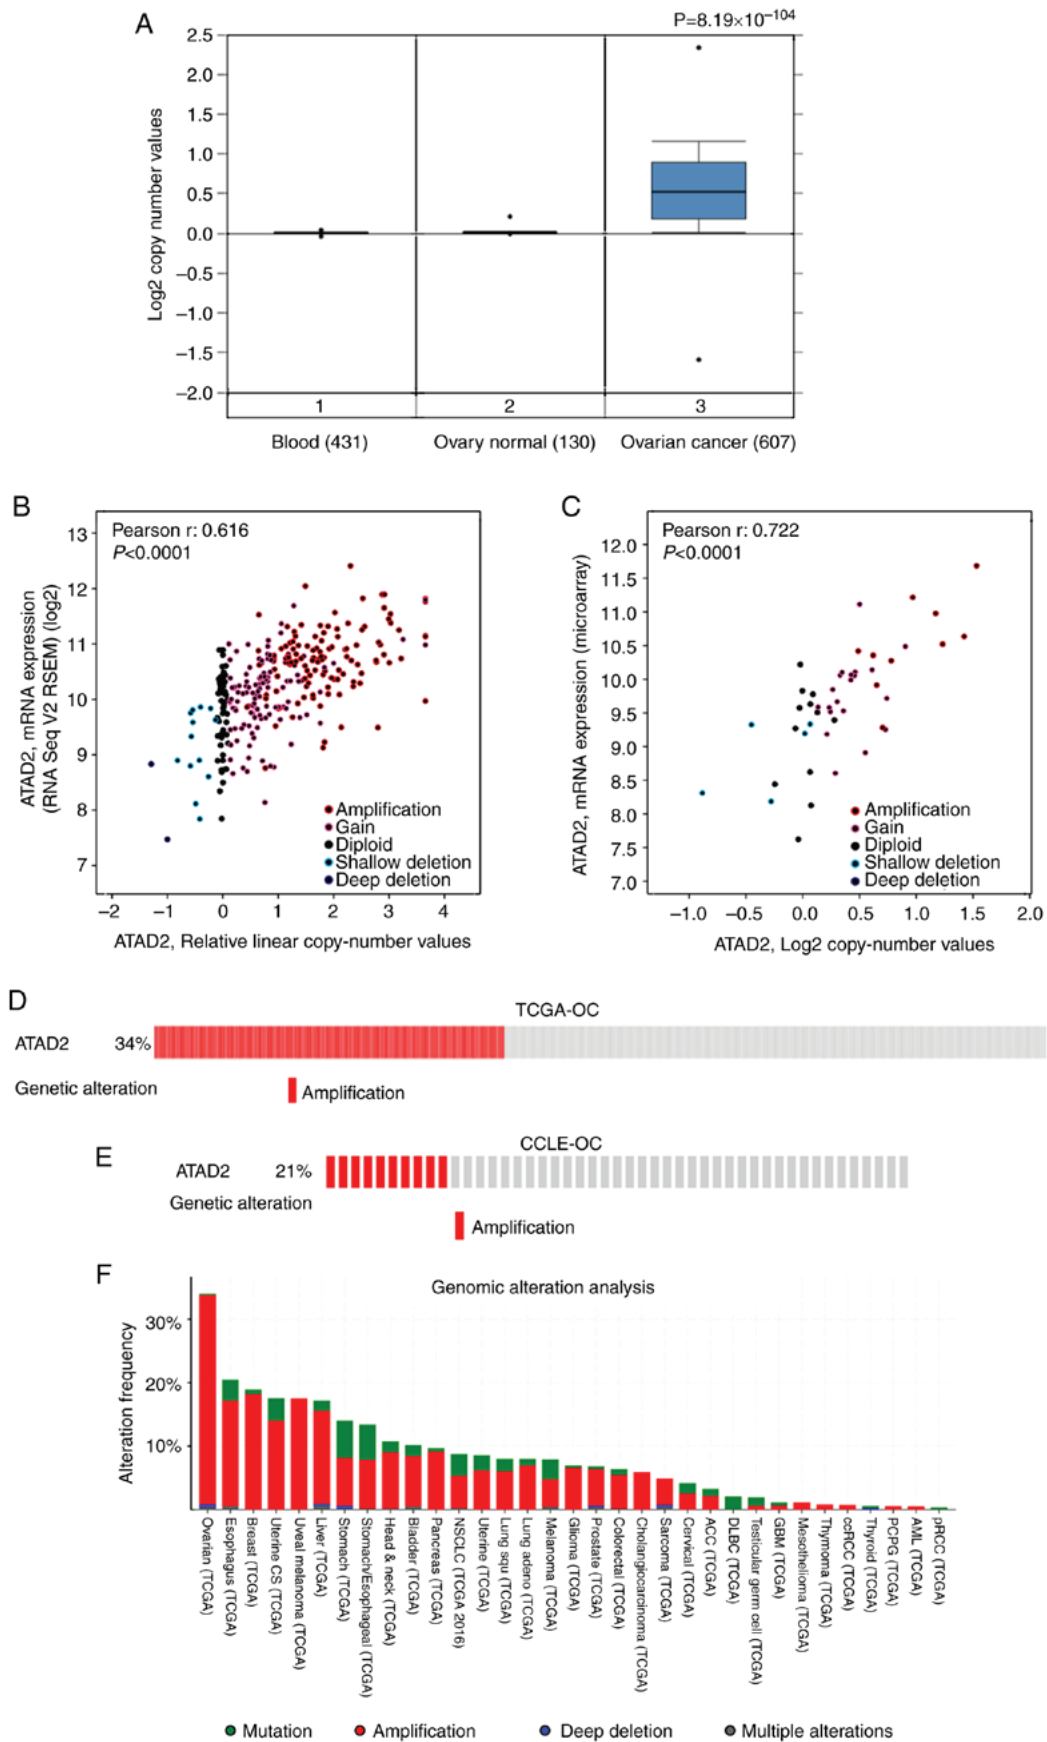 A
P=8.19×10⁻¹⁰⁴
Log2 copy number values
2.5
2.0
1.5
1.0
0.5
0.0
−0.5
−1.0
−1.5
−2.0
1 2 3
Blood (431) Ovary normal (130) Ovarian cancer (607)
B
Pearson r: 0.616
P<0.0001
ATAD2, mRNA expression
(RNA Seq V2 RSEM) (log2)
13
12
11
10
9
8
7
Amplification
Gain
Diploid
Shallow deletion
Deep deletion
−2 −1 0 1 2 3 4
ATAD2, Relative linear copy-number values
C
Pearson r: 0.722
P<0.0001
ATAD2, mRNA expression (microarray)
12.0
11.5
11.0
10.5
10.0
9.5
9.0
8.5
8.0
7.5
7.0
Amplification
Gain
Diploid
Shallow deletion
Deep deletion
−1.0 −0.5 0.0 0.5 1.0 1.5 2.0
ATAD2, Log2 copy-number values
D
TCGA-OC
ATAD2 34%
Genetic alteration Amplification
E
CCLE-OC
ATAD2 21%
Genetic alteration
Amplification
F
Genomic alteration analysis
Alteration frequency
30%
20%
10%
Ovarian (TCGA)
Esophagus (TCGA)
Breast (TCGA)
Uterine CS (TCGA)
Uveal melanoma (TCGA)
Liver (TCGA)
Stomach (TCGA)
Stomach/Esophageal (TCGA)
Head & neck (TCGA)
Bladder (TCGA)
Pancreas (TCGA)
NSCLC (TCGA 2016)
Uterine (TCGA)
Lung squ (TCGA)
Lung adeno (TCGA)
Melanoma (TCGA)
Glioma (TCGA)
Prostate (TCGA)
Colorectal (TCGA)
Cholangiocarcinoma (TCGA)
Sarcoma (TCGA)
Cervical (TCGA)
ACC (TCGA)
DLBC (TCGA)
Testicular germ cell (TCGA)
GBM (TCGA)
Mesothelioma (TCGA)
Thymoma (TCGA)
ccRCC (TCGA)
Thyroid (TCGA)
PCPG (TCGA)
AML (TCGA)
pRCC (TCGA)
Mutation Amplification Deep deletion Multiple alterations